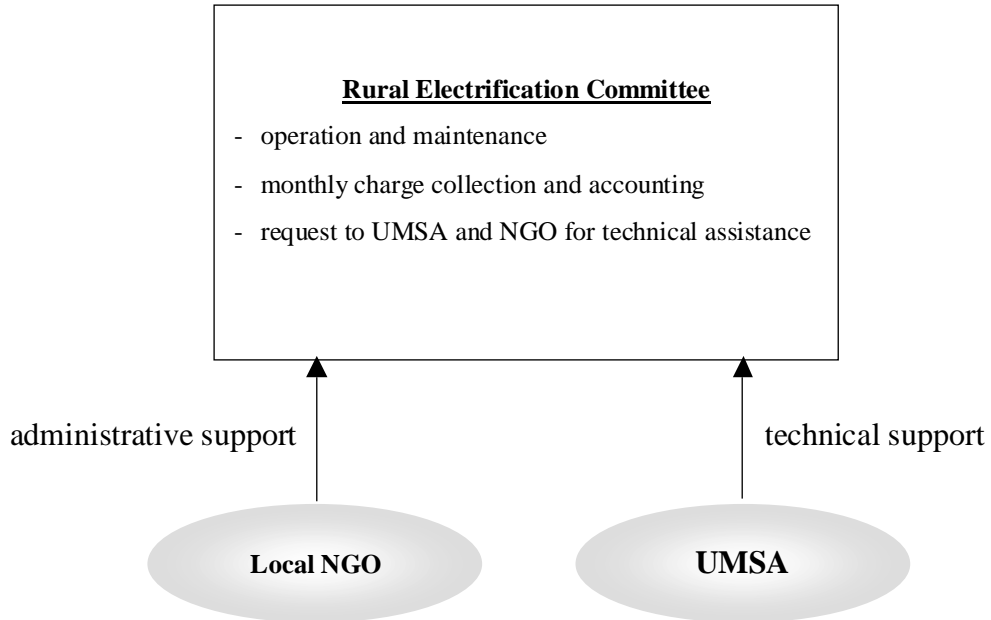 Rural Electrification Committee
- operation and maintenance
- monthly charge collection and accounting
- request to UMSA and NGO for technical assistance
administrative support
technical support
Local NGO
UMSA